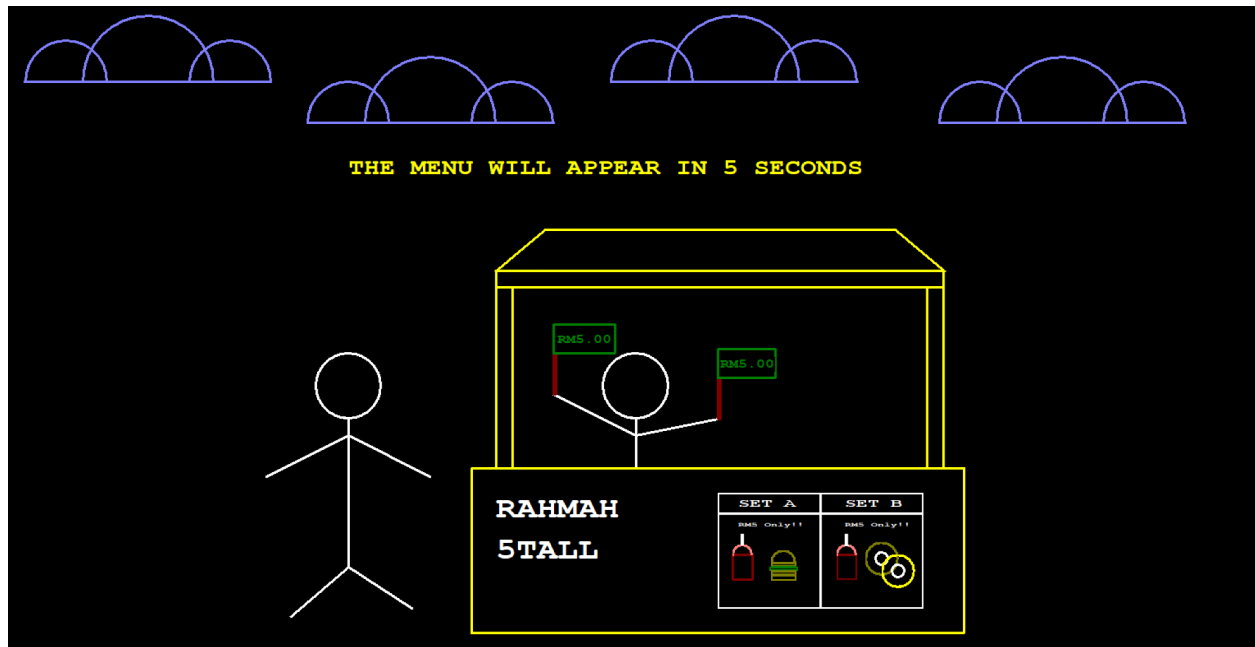 THE MENU WILL APPEAR IN 5 SECONDS
RM5.00
RM5.00
RAHMAH
5TALL
SET A
SET B
RM5 Only!!
RM5 Only!!